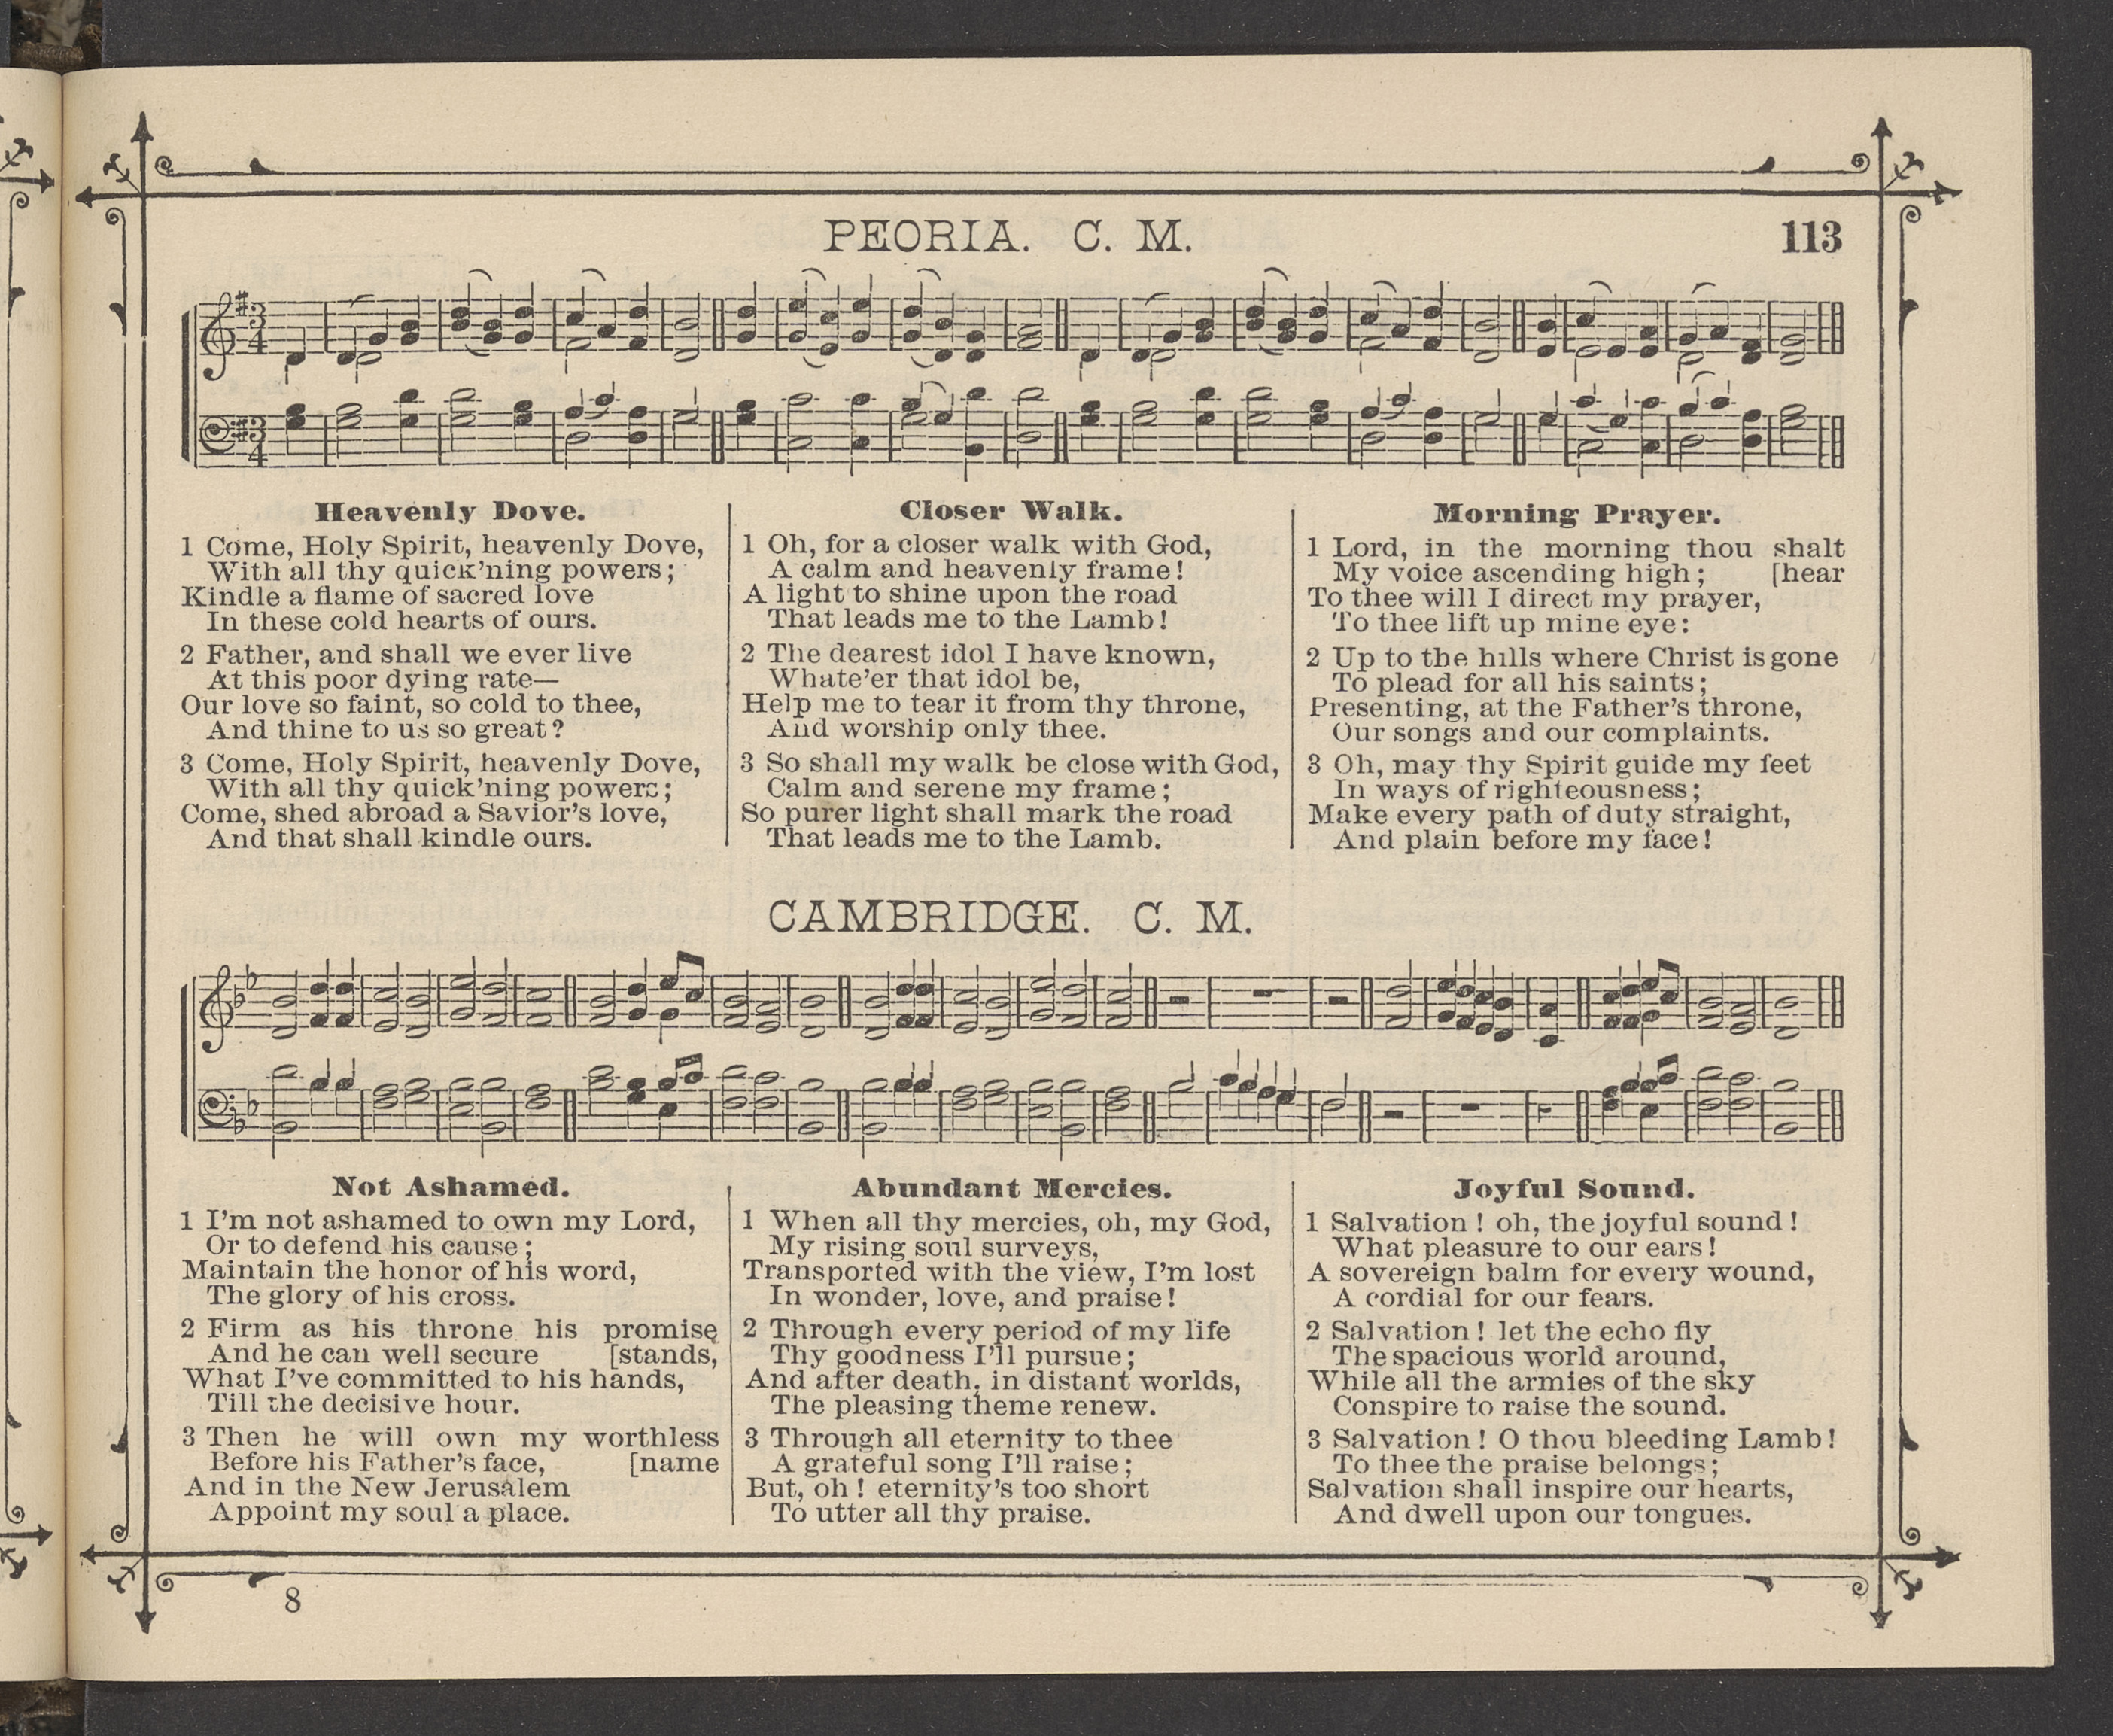 PEORIA. C. M.
113
Heavenly Dove.
1 Come, Holy Spirit, heavenly Dove,
With all thy quick'ning powers;
Kindle a flame of sacred love
In these cold hearts of ours.
2 Father, and shall we ever live
At this poor dying rate—
Our love so faint, so cold to thee,
And thine to us so great?
3 Come, Holy Spirit, heavenly Dove,
With all thy quick'ning powers;
Come, shed abroad a Savior's love,
And that shall kindle ours.
Closer Walk.
1 Oh, for a closer walk with God,
A calm and heavenly frame!
A light to shine upon the road
That leads me to the Lamb!
2 The dearest idol I have known,
Whate'er that idol be,
Help me to tear it from thy throne,
And worship only thee.
3 So shall my walk be close with God,
Calm and serene my frame;
So purer light shall mark the road
That leads me to the Lamb.
Morning Prayer.
1 Lord, in the morning thou shalt
My voice ascending high; [hear
To thee will I direct my prayer,
To thee lift up mine eye:
2 Up to the hills where Christ is gone
To plead for all his saints;
Presenting, at the Father's throne,
Our songs and our complaints.
3 Oh, may thy Spirit guide my feet
In ways of righteousness;
Make every path of duty straight,
And plain before my face!
CAMBRIDGE. C. M.
Not Ashamed.
1 I'm not ashamed to own my Lord,
Or to defend his cause;
Maintain the honor of his word,
The glory of his cross.
2 Firm as his throne his promise
And he can well secure [stands,
What I've committed to his hands,
Till the decisive hour.
3 Then he will own my worthless
Before his Father's face, [name
And in the New Jerusalem
Appoint my soul a place.
Abundant Mercies.
1 When all thy mercies, oh, my God,
My rising soul surveys,
Transported with the view, I'm lost
In wonder, love, and praise!
2 Through every period of my life
Thy goodness I'll pursue;
And after death, in distant worlds,
The pleasing theme renew.
3 Through all eternity to thee
A grateful song I'll raise;
But, oh! eternity's too short
To utter all thy praise.
Joyful Sound.
1 Salvation! oh, the joyful sound!
What pleasure to our ears!
A sovereign balm for every wound,
A cordial for our fears.
2 Salvation! let the echo fly
The spacious world around,
While all the armies of the sky
Conspire to raise the sound.
3 Salvation! O thou bleeding Lamb!
To thee the praise belongs;
Salvation shall inspire our hearts,
And dwell upon our tongues.
8